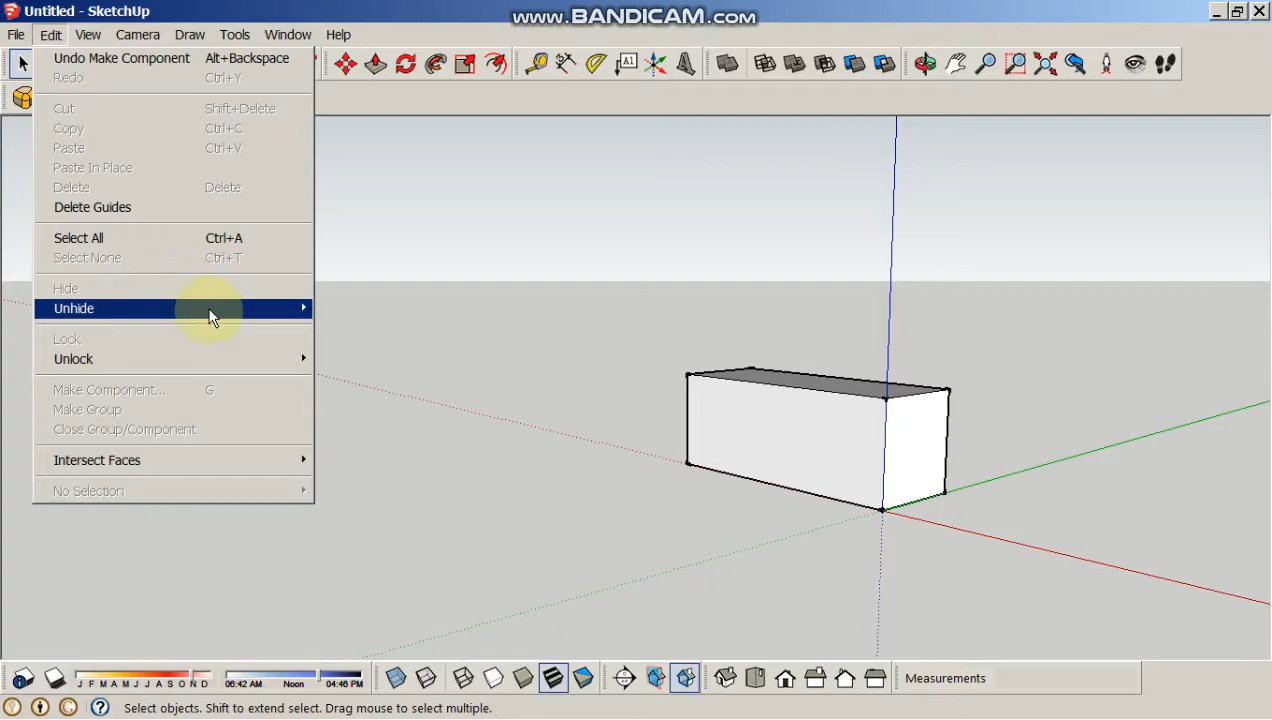 Untitled - SketchUp
www.BANDICAM.com
File Edit View Camera Draw Tools Window Help
Undo Make Component Alt+Backspace
Redo Ctrl+Y
Cut Shift+Delete
Copy Ctrl+C
Paste Ctrl+V
Paste In Place
Delete Delete
Delete Guides
Select All Ctrl+A
Select None Ctrl+T
Hide
Unhide
Lock
Unlock
Make Component... G
Make Group
Close Group/Component
Intersect Faces
No Selection
A1
J F M A M J J A S O N D
06:42 AM Noon 04:46 PM
Measurements
Select objects. Shift to extend select. Drag mouse to select multiple.